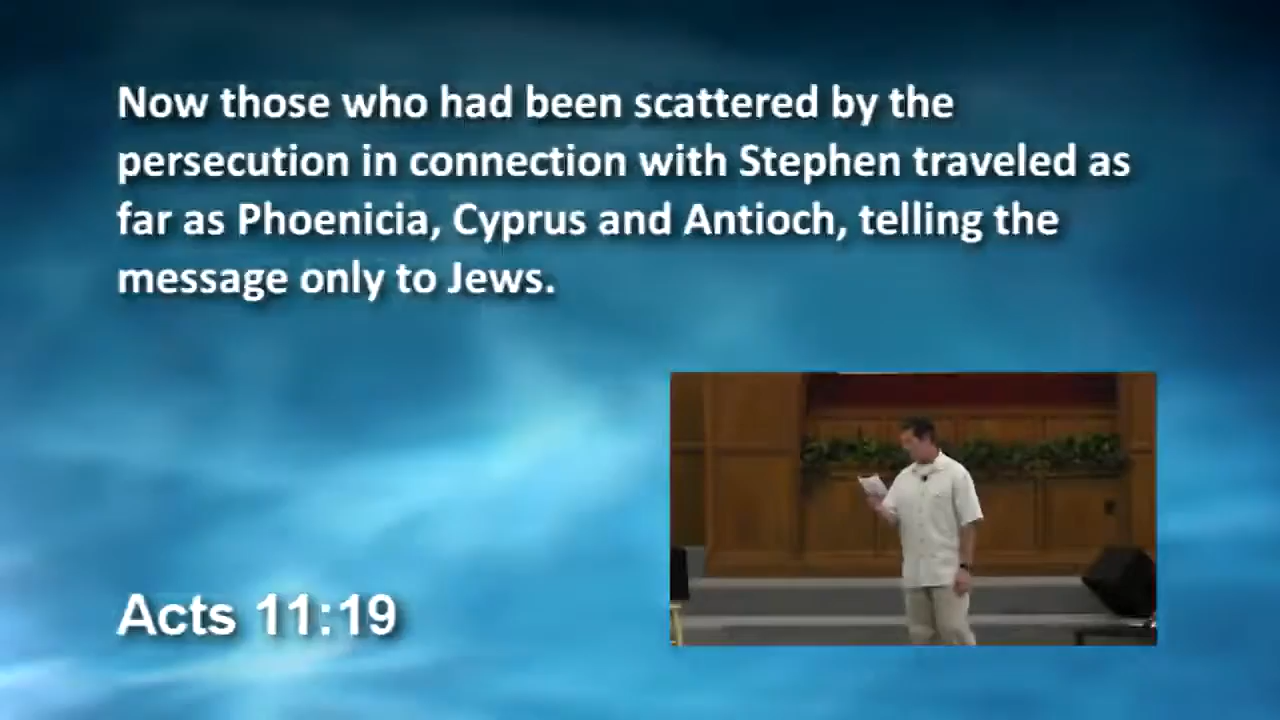 Now those who had been scattered by the
persecution in connection with Stephen traveled as
far as Phoenicia, Cyprus and Antioch, telling the
message only to Jews.
Acts 11:19